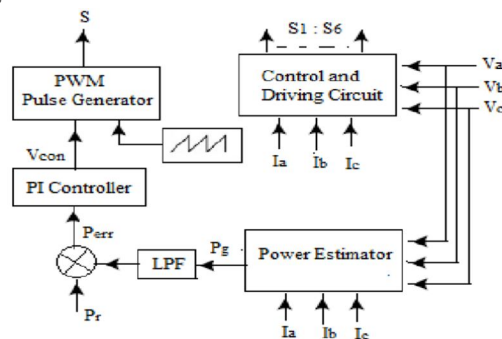 S
S1 : S6
PWM
Pulse Generator
Control and
Driving Circuit
Va
Vb
Vc
Vcon
Ia
Ib
Ic
PI Controller
Perr
Pg
LPF
Power Estimator
Pr
Ia
Ib
Ic